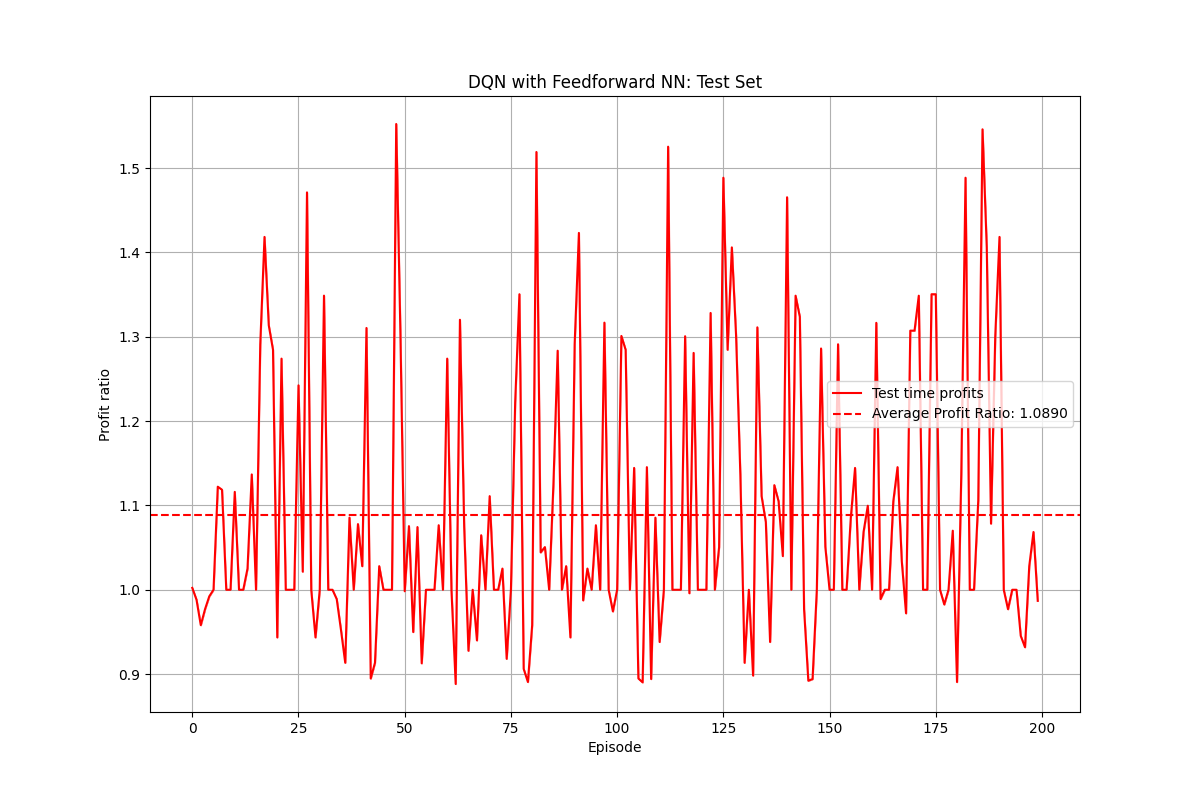 DQN with Feedforward NN: Test Set
1.5
1.4
1.3
1.2
1.1
1.0
0.9
Profit ratio
Test time profits
Average Profit Ratio: 1.0890
0 25 50 75 100 125 150 175 200
Episode